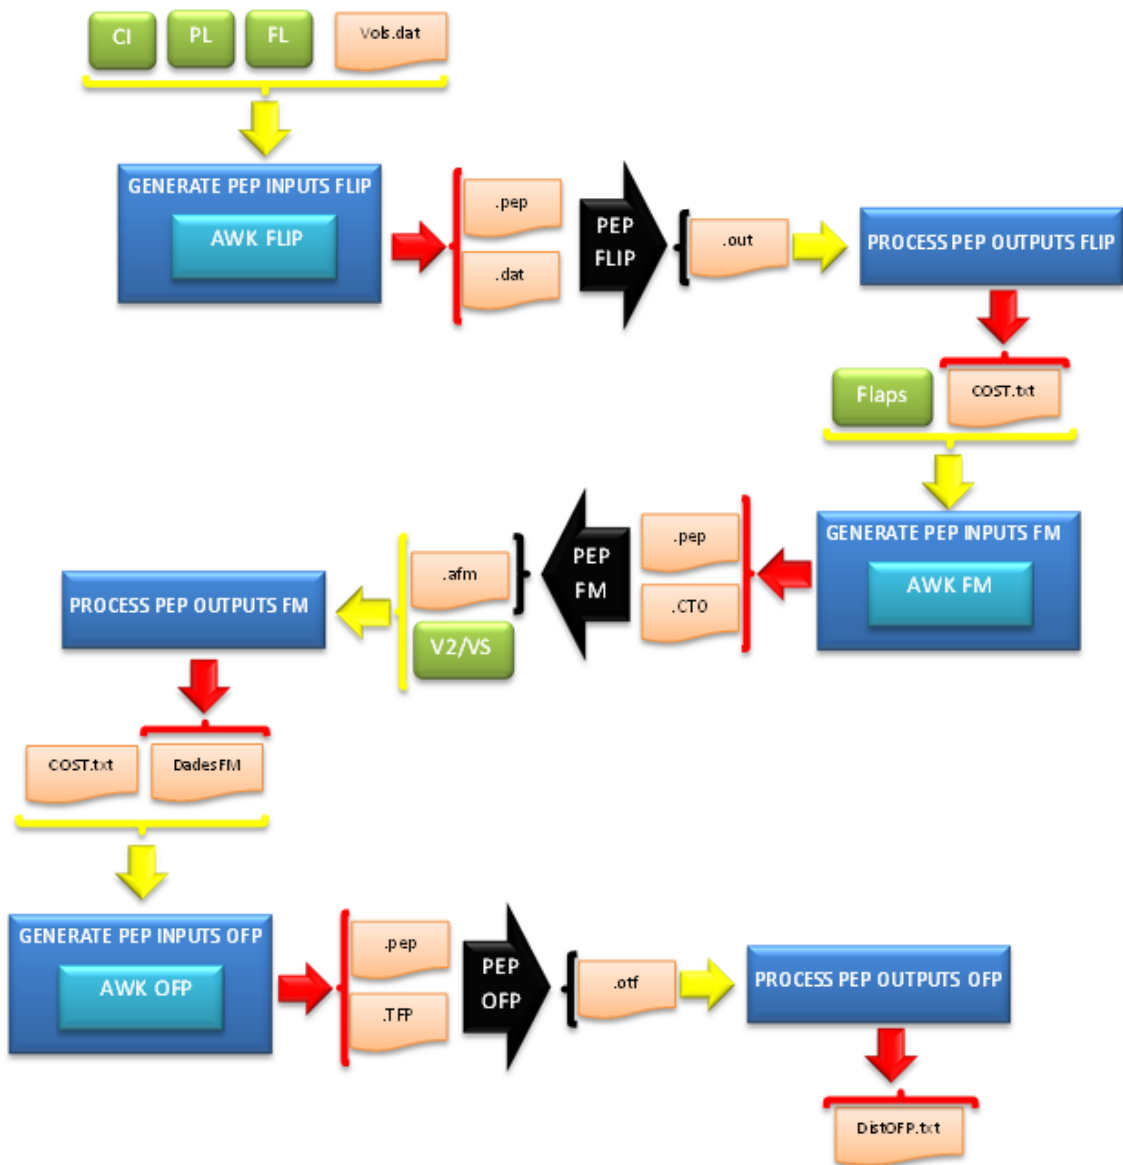 CI
PL
FL
Vols.dat
GENERATE PEP INPUTS FLIP
AWK FLIP
.pep
.dat
PEP
FLIP
.out
PROCESS PEP OUTPUTS FLIP
Flaps
COST.txt
GENERATE PEP INPUTS FM
AWK FM
.pep
.CTO
PEP
FM
.afm
V2/VS
PROCESS PEP OUTPUTS FM
COST.txt
DadesFM
GENERATE PEP INPUTS OFP
AWK OFP
.pep
.TFP
PEP
OFP
.otf
PROCESS PEP OUTPUTS OFP
DistOFP.txt